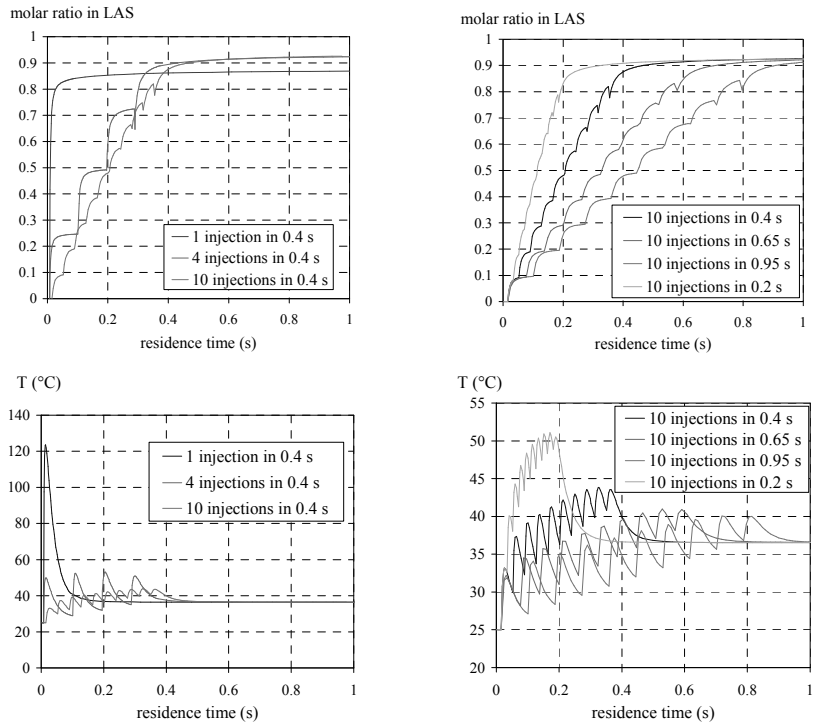 molar ratio in LAS
1
0.9
0.8
0.7
0.6
0.5
0.4
0.3
0.2
0.1
0
1 injection in 0.4 s
4 injections in 0.4 s
10 injections in 0.4 s
0 0.2 0.4 0.6 0.8 1
residence time (s)
molar ratio in LAS
1
0.9
0.8
0.7
0.6
0.5
0.4
0.3
0.2
0.1
0
10 injections in 0.4 s
10 injections in 0.65 s
10 injections in 0.95 s
10 injections in 0.2 s
0 0.2 0.4 0.6 0.8 1
residence time (s)
T (°C)
140
120
100
80
60
40
20
0
1 injection in 0.4 s
4 injections in 0.4 s
10 injections in 0.4 s
0 0.2 0.4 0.6 0.8 1
residence time (s)
T (°C)
55
50
45
40
35
30
25
20
10 injections in 0.4 s
10 injections in 0.65 s
10 injections in 0.95 s
10 injections in 0.2 s
0 0.2 0.4 0.6 0.8 1
residence time (s)